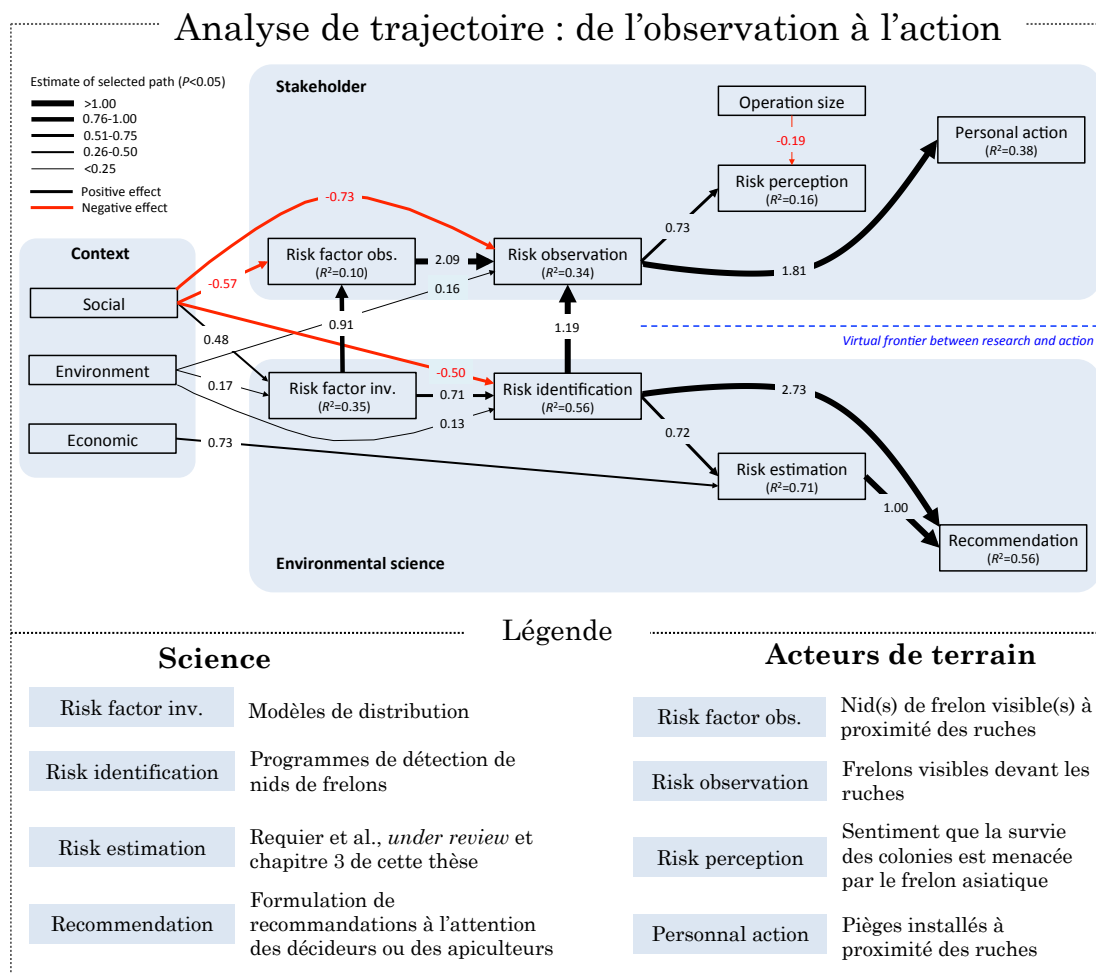 Analyse de trajectoire : de l'observation à l'action
Estimate of selected path (P<0.05)
>1.00
0.76-1.00
0.51-0.75
0.26-0.50
<0.25
Positive effect
Negative effect
Stakeholder
Operation size
-0.19
Personal action
(R²=0.38)
Risk perception
(R²=0.16)
-0.73
0.73
Context
Risk factor obs.
(R²=0.10)
2.09
Risk observation
(R²=0.34)
1.81
-0.57
0.16
Social
0.91
1.19
0.48
Virtual frontier between research and action
Environment
-0.50
0.17
Risk factor inv.
(R²=0.35)
0.71
Risk identification
(R²=0.56)
2.73
0.13
0.72
Economic
0.73
Risk estimation
(R²=0.71)
1.00
Recommendation
(R²=0.56)
Environmental science
Légende
Science
Risk factor inv.
Modèles de distribution
Risk identification
Programmes de détection de
nids de frelons
Risk estimation
Requier et al., under review et
chapitre 3 de cette thèse
Recommendation
Formulation de
recommandations à l'attention
des décideurs ou des apiculteurs
Acteurs de terrain
Risk factor obs.
Nid(s) de frelon visible(s) à
proximité des ruches
Risk observation
Frelons visibles devant les
ruches
Risk perception
Sentiment que la survie
des colonies est menacée
par le frelon asiatique
Personnal action
Pièges installés à
proximité des ruches